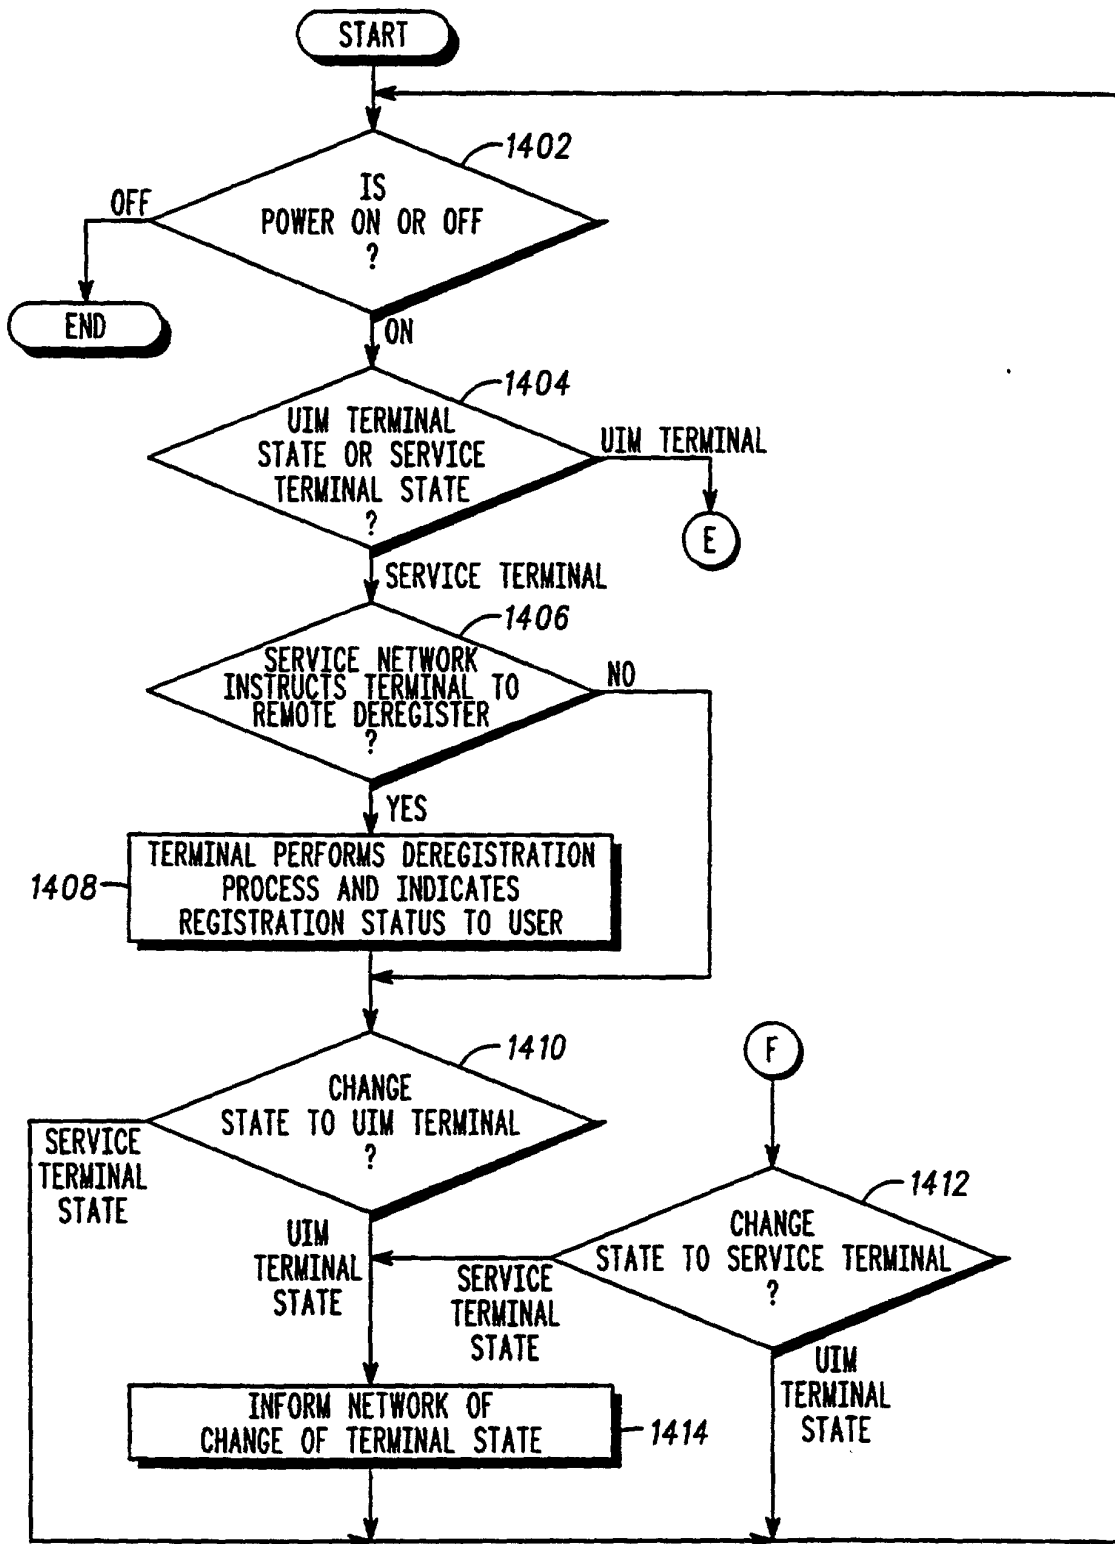 START
1402
IS
POWER ON OR OFF
?
OFF
END
ON
1404
UIM TERMINAL
STATE OR SERVICE
TERMINAL STATE
?
UIM TERMINAL
E
SERVICE TERMINAL
1406
SERVICE NETWORK
INSTRUCTS TERMINAL TO
REMOTE DEREGISTER
?
NO
YES
1408
TERMINAL PERFORMS DEREGISTRATION
PROCESS AND INDICATES
REGISTRATION STATUS TO USER
1410
CHANGE
STATE TO UIM TERMINAL
?
SERVICE
TERMINAL
STATE
UIM
TERMINAL
STATE
F
1412
CHANGE
STATE TO SERVICE TERMINAL
?
SERVICE
TERMINAL
STATE
UIM
TERMINAL
STATE
INFORM NETWORK OF
CHANGE OF TERMINAL STATE
1414